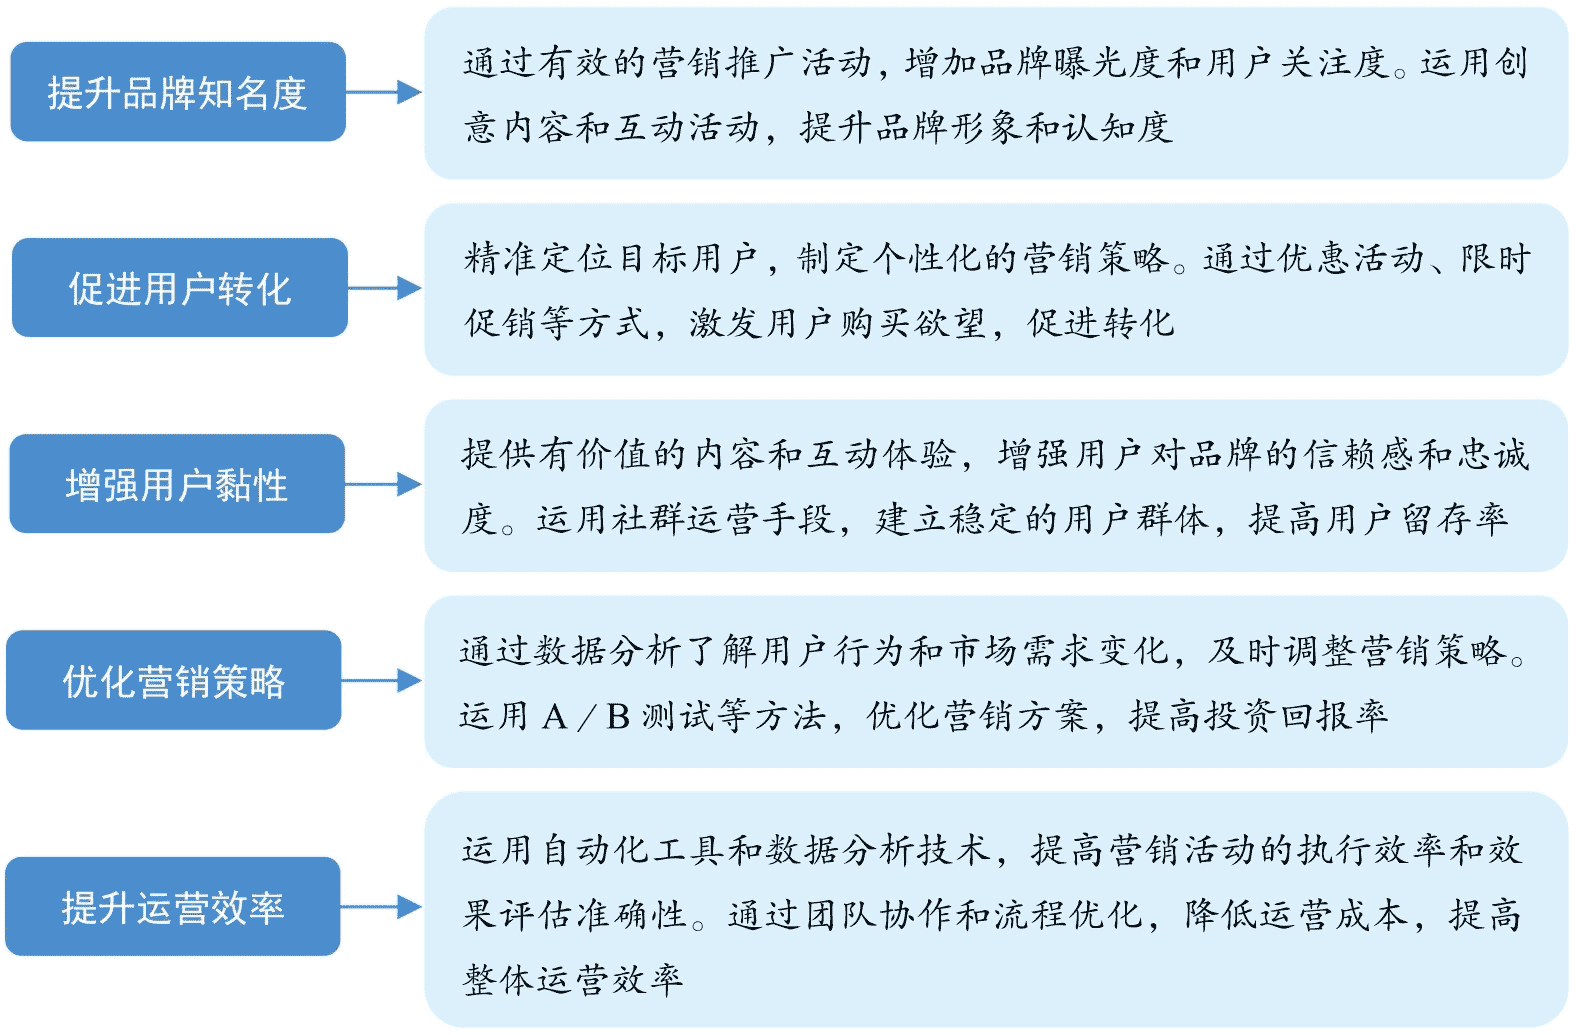 提升品牌知名度
通过有效的营销推广活动，增加品牌曝光度和用户关注度。运用创
意内容和互动活动，提升品牌形象和认知度
促进用户转化
精准定位目标用户，制定个性化的营销策略。通过优惠活动、限时
促销等方式，激发用户购买欲望，促进转化
增强用户黏性
提供有价值的内容和互动体验，增强用户对品牌的信赖感和忠诚
度。运用社群运营手段，建立稳定的用户群体，提高用户留存率
优化营销策略
通过数据分析了解用户行为和市场需求变化，及时调整营销策略。
运用 A / B 测试等方法，优化营销方案，提高投资回报率
提升运营效率
运用自动化工具和数据分析技术，提高营销活动的执行效率和效
果评估准确性。通过团队协作和流程优化，降低运营成本，提高
整体运营效率